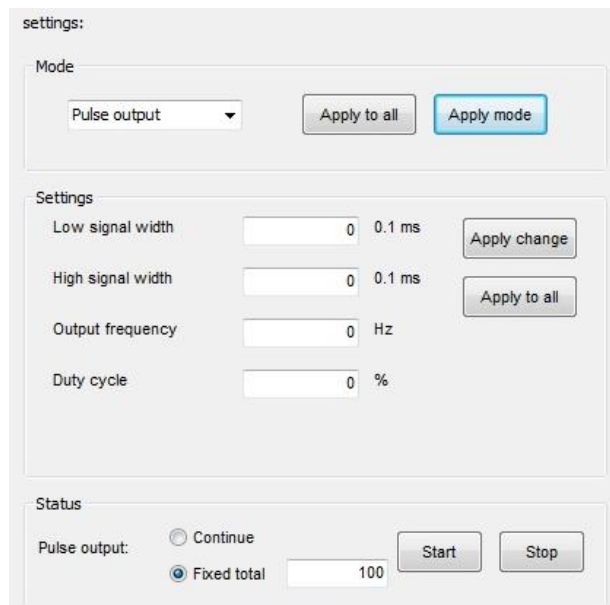 settings:
Mode
Pulse output Apply to all Apply mode
Settings
Low signal width 0 0.1 ms Apply change
High signal width 0 0.1 ms Apply to all
Output frequency 0 Hz
Duty cycle 0 %
Status
Pulse output: Continue
Fixed total 100 Start Stop